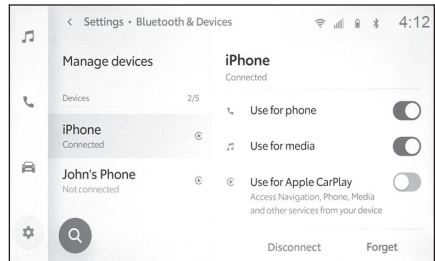 < Settings • Bluetooth & Devices
4:12
Manage devices
Devices 2/5
iPhone
Connected
John's Phone
Not connected
iPhone
Connected
Use for phone
Use for media
Use for Apple CarPlay
Access Navigation, Phone, Media
and other services from your device
Disconnect Forget